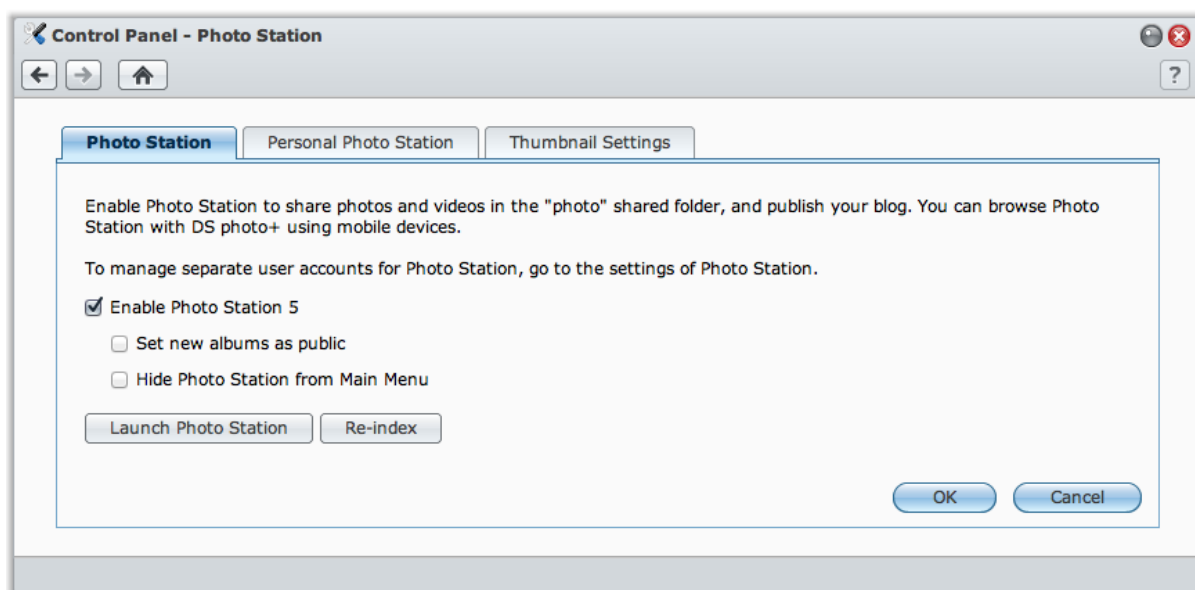 Control Panel - Photo Station
?
Photo Station
Personal Photo Station
Thumbnail Settings
Enable Photo Station to share photos and videos in the "photo" shared folder, and publish your blog. You can browse Photo
Station with DS photo+ using mobile devices.
To manage separate user accounts for Photo Station, go to the settings of Photo Station.
Enable Photo Station 5
Set new albums as public
Hide Photo Station from Main Menu
Launch Photo Station
Re-index
OK
Cancel